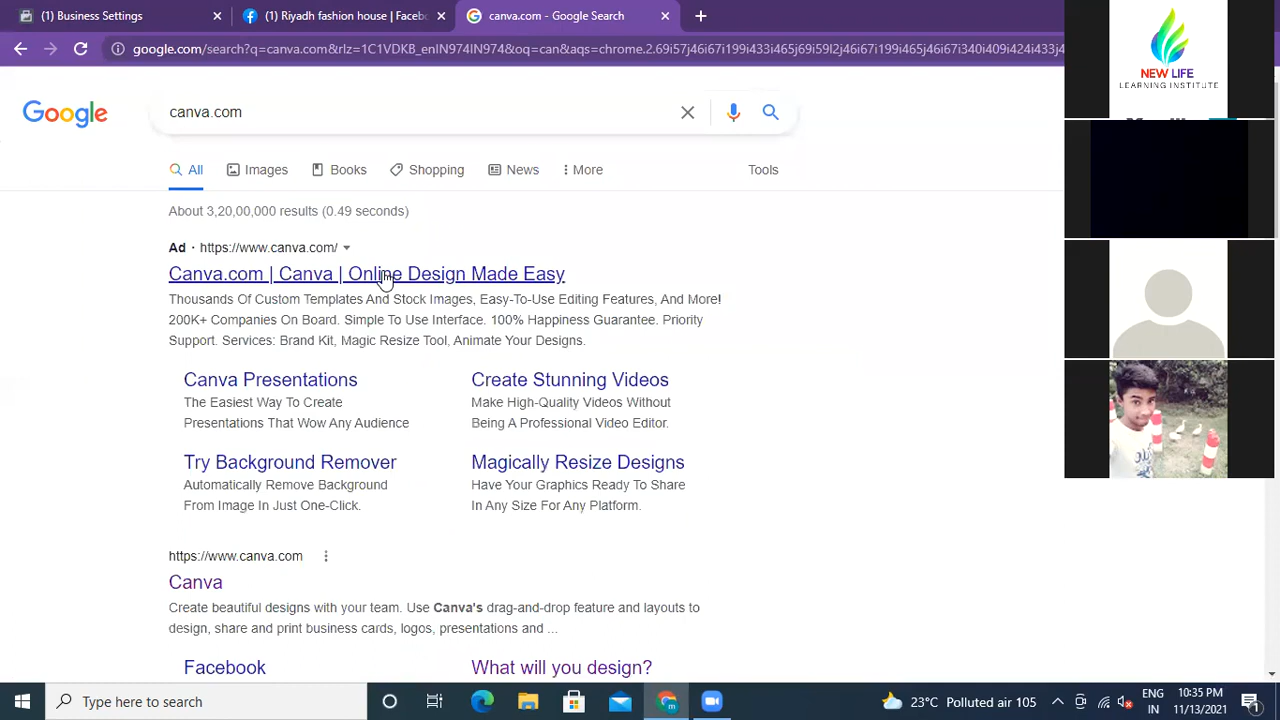 (1) Business Settings
(1) Riyadh fashion house | Facebo
canva.com - Google Search
google.com/search?q=canva.com&rlz=1C1VDKB_enIN974IN974&oq=can&aqs=chrome.2.69i57j46i67i199i433i465j69i59l2j46i67i199i465j46i67i340i409i424i433j4
NEW LIFE
LEARNING INSTITUTE
Google
canva.com
All
Images
Books
Shopping
News
More
Tools
About 3,20,00,000 results (0.49 seconds)
Ad · https://www.canva.com/
Canva.com | Canva | Online Design Made Easy
Thousands Of Custom Templates And Stock Images, Easy-To-Use Editing Features, And More!
200K+ Companies On Board. Simple To Use Interface. 100% Happiness Guarantee. Priority
Support. Services: Brand Kit, Magic Resize Tool, Animate Your Designs.
Canva Presentations
The Easiest Way To Create
Presentations That Wow Any Audience
Create Stunning Videos
Make High-Quality Videos Without
Being A Professional Video Editor.
Try Background Remover
Automatically Remove Background
From Image In Just One-Click.
Magically Resize Designs
Have Your Graphics Ready To Share
In Any Size For Any Platform.
https://www.canva.com
Canva
Create beautiful designs with your team. Use Canva's drag-and-drop feature and layouts to
design, share and print business cards, logos, presentations and ...
Facebook
What will you design?
Type here to search
23°C Polluted air 105
ENG
IN
10:35 PM
11/13/2021
1